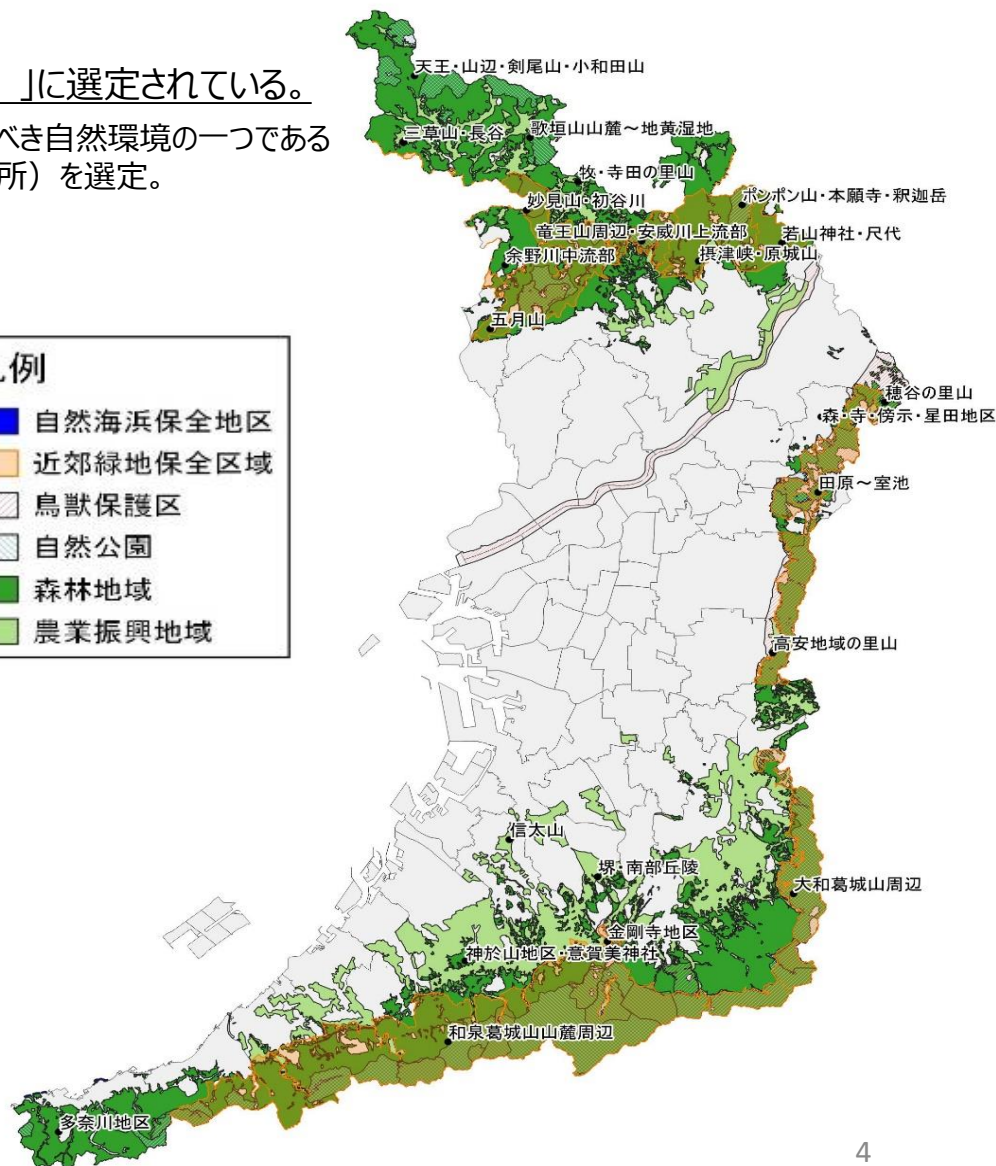 」に選定されている。
べき自然環境の一つである
所）を選定。
天王・山辺・剣尾山・小和田山
三草山・長谷
歌垣山山麓～地黄湿地
牧・寺田の里山
妙見山・初谷川
ポンポン山・本願寺・釈迦岳
竜王山周辺・安威川上流部
若山神社・尺代
余野川中流部
摂津峡・原城山
五月山
例
自然海浜保全地区
近郊緑地保全区域
鳥獣保護区
自然公園
森林地域
農業振興地域
穂谷の里山
森・寺・傍示・星田地区
田原～室池
高安地域の里山
信太山
堺・南部丘陵
大和葛城山周辺
金剛寺地区
神於山地区・意賀美神社
和泉葛城山山麓周辺
多奈川地区
4